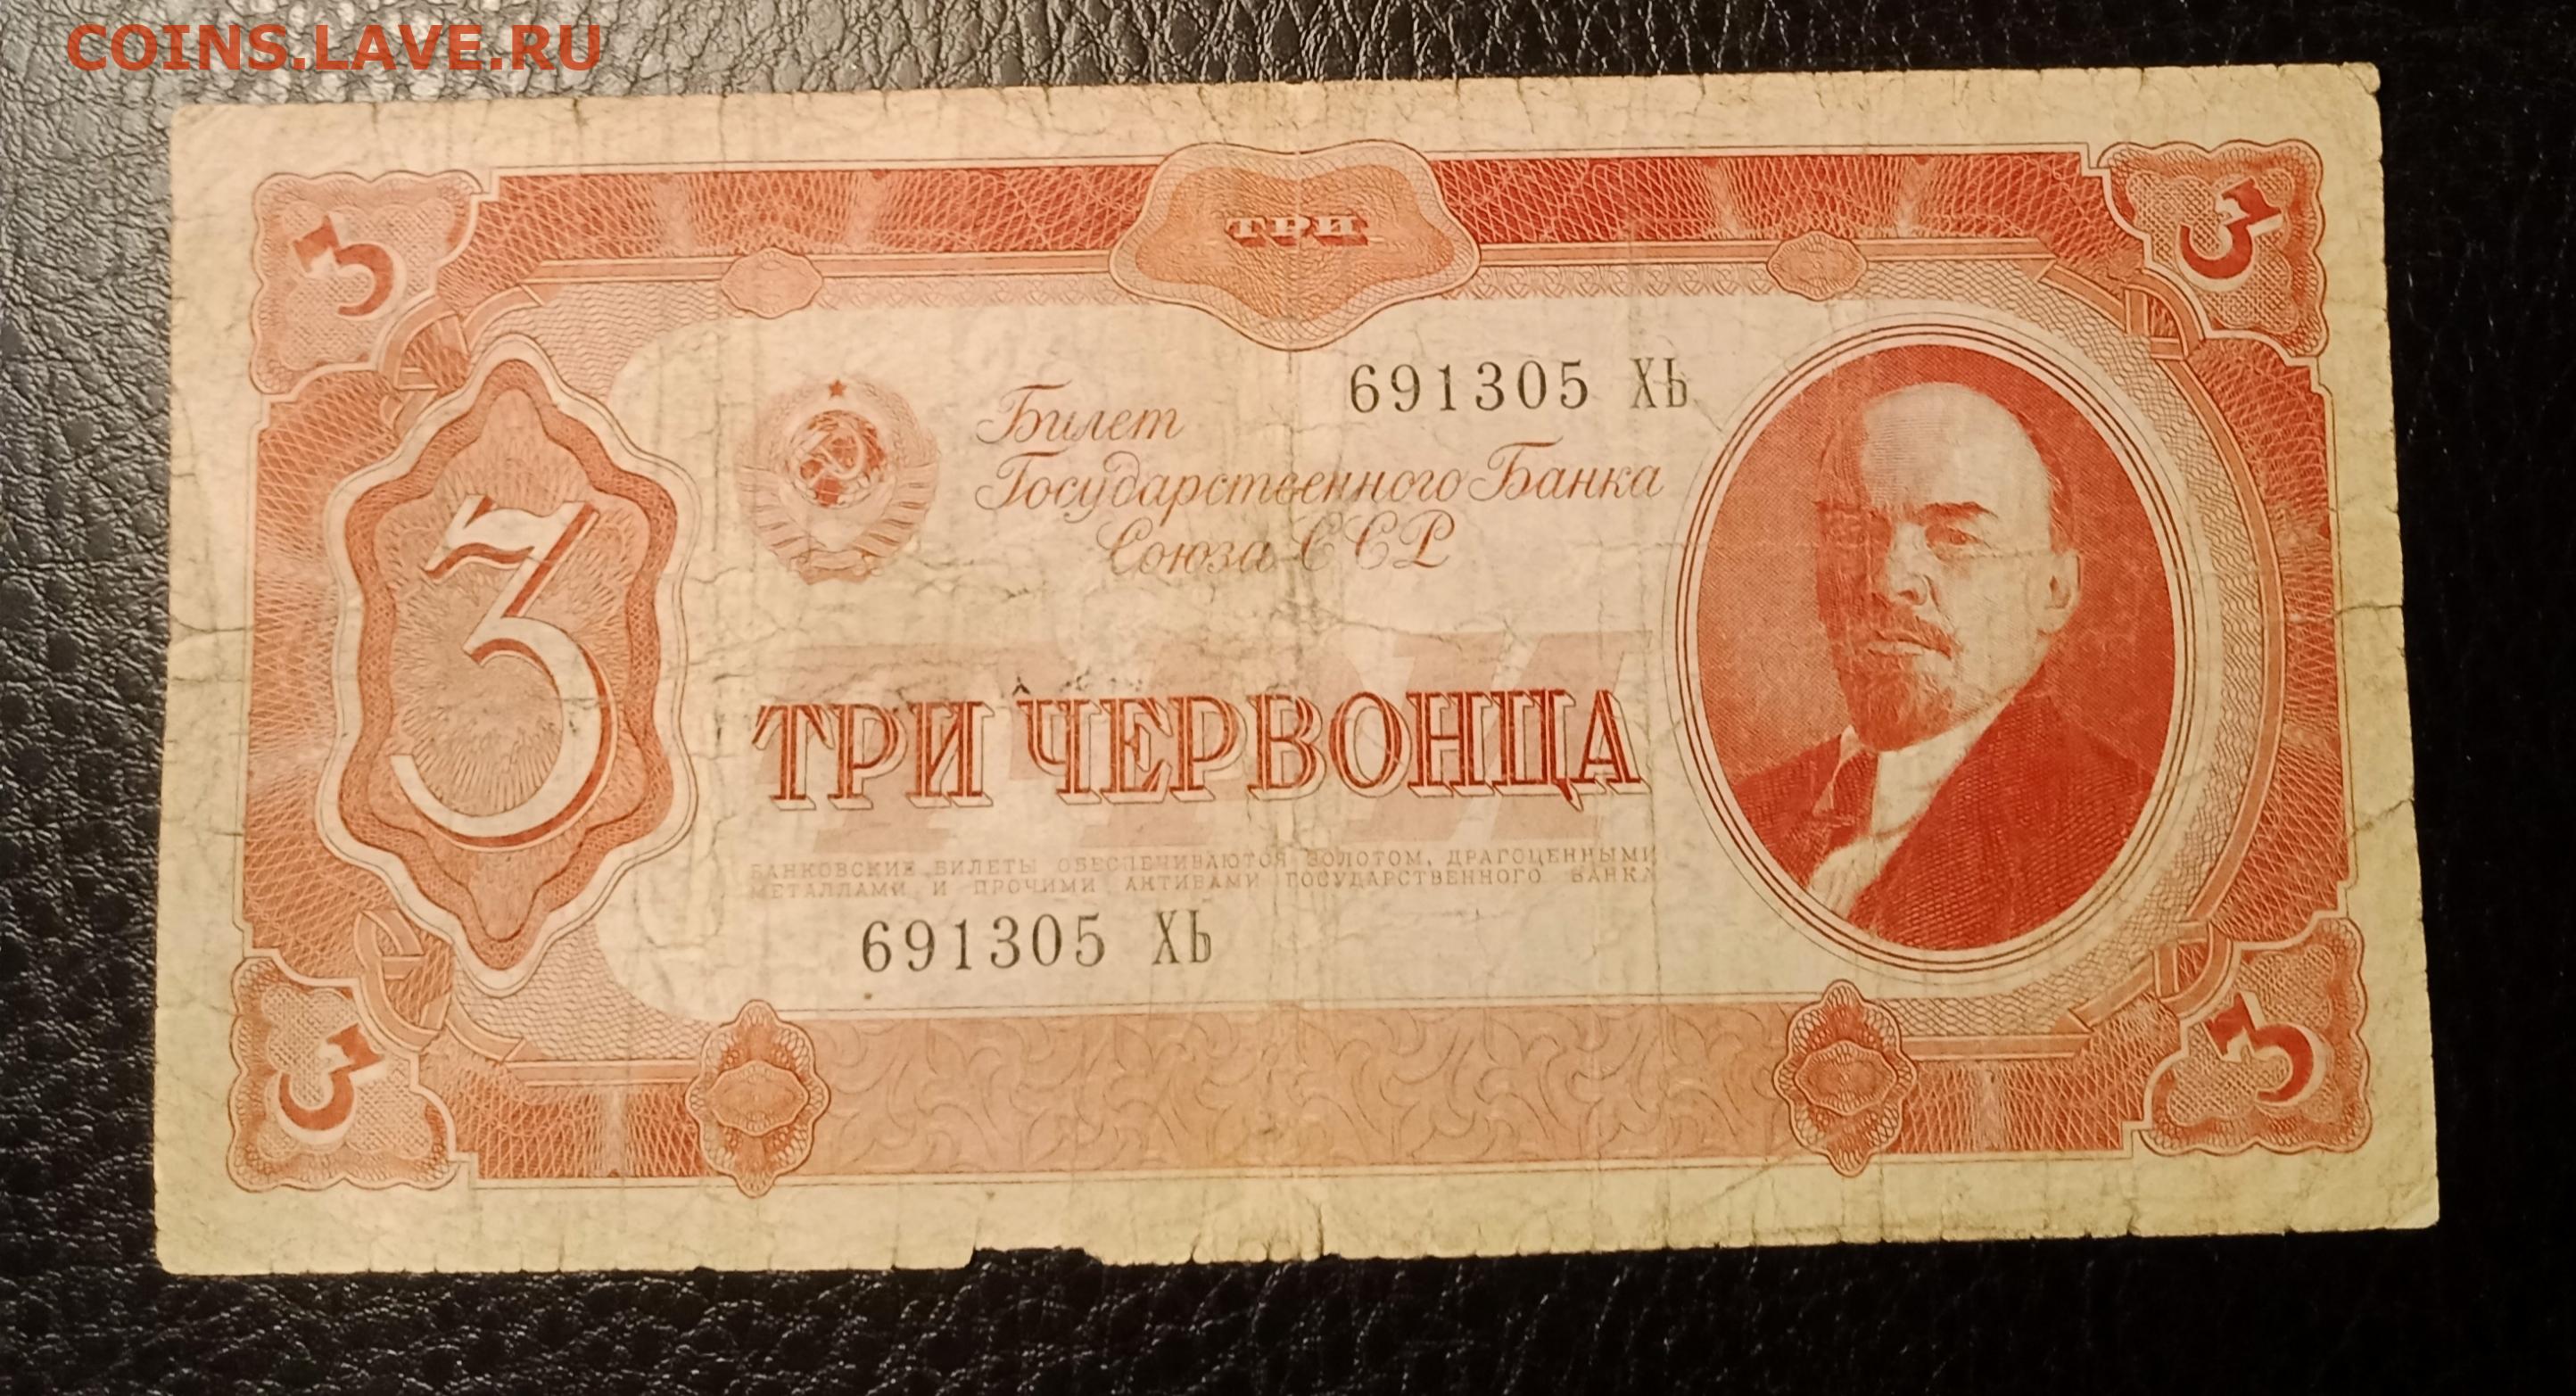 COINS.LAVE.RU
3
ТРИ
3
691305 ХЬ
Билет
Государственного Банка
Союза ССР
3
ТРИ
ТРИ ЧЕРВОНЦА
БАНКОВСКИЕ БИЛЕТЫ ОБЕСПЕЧИВАЮТСЯ ЗОЛОТОМ, ДРАГОЦЕННЫМИ
МЕТАЛЛАМИ И ПРОЧИМИ АКТИВАМИ ГОСУДАРСТВЕННОГО БАНКА
691305 ХЬ
3
3